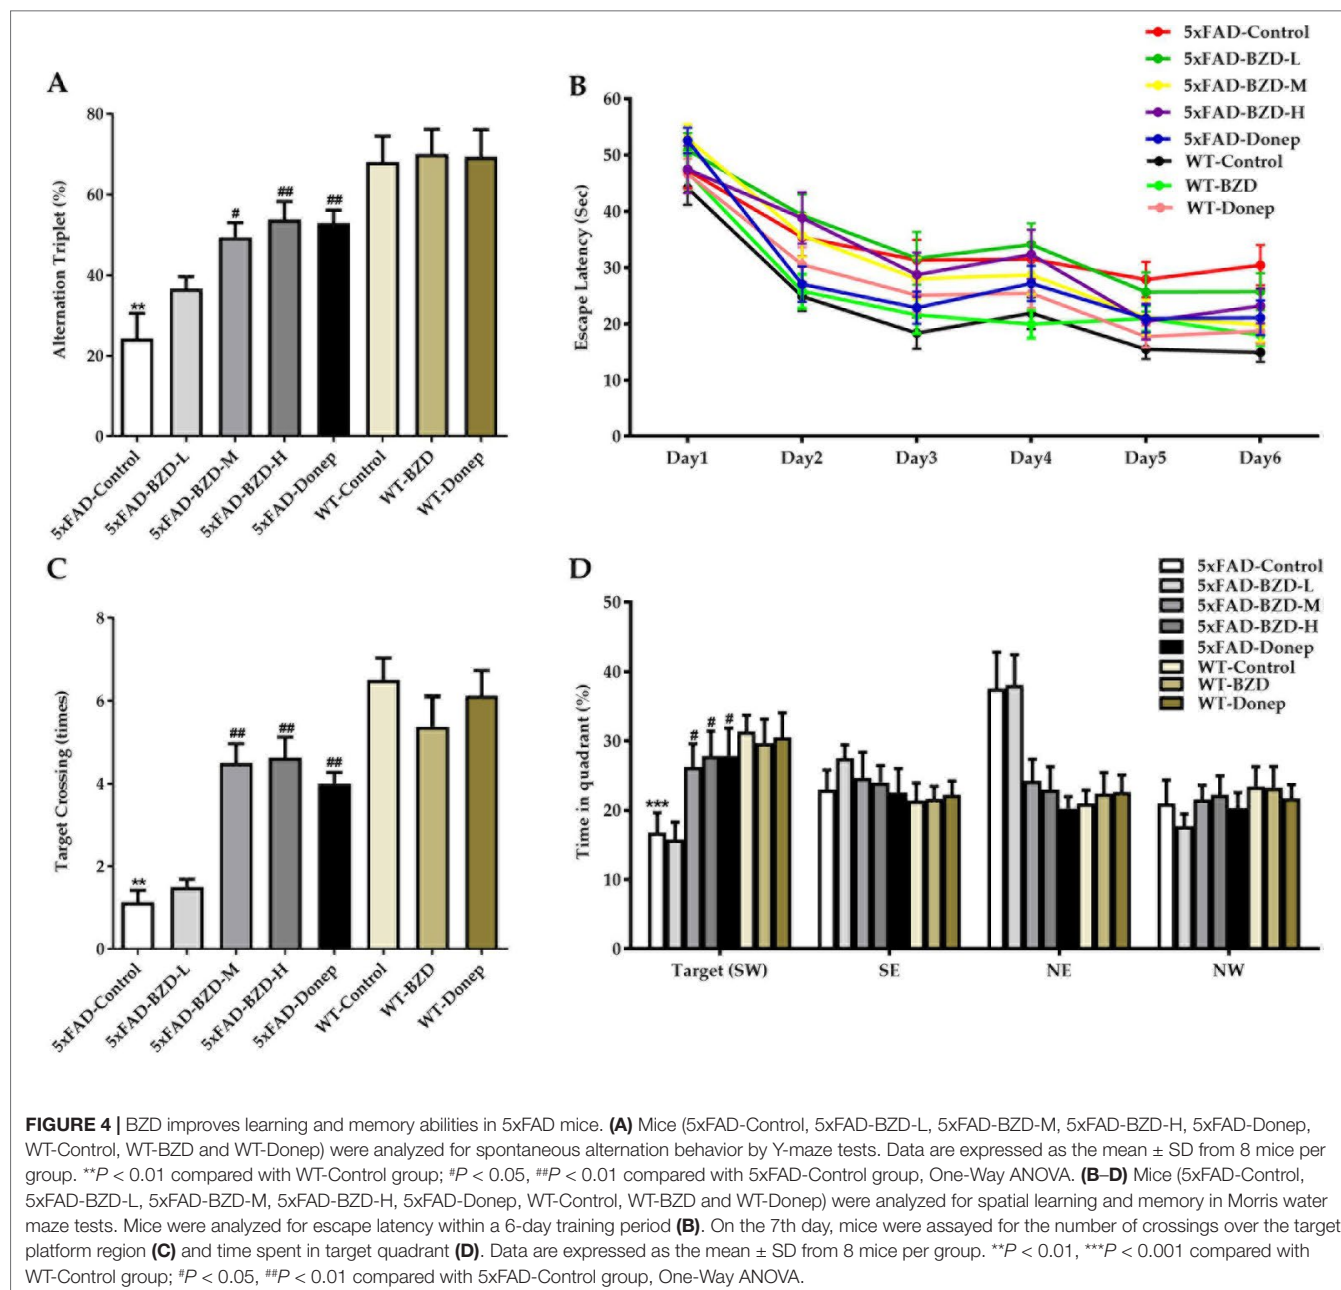 A
80
60
40
20
0
Alternation Triplet (%)
**
#
##
##
5xFAD-Control
5xFAD-BZD-L
5xFAD-BZD-M
5xFAD-BZD-H
5xFAD-Donep
WT-Control
WT-BZD
WT-Donep
B
5xFAD-Control
5xFAD-BZD-L
5xFAD-BZD-M
5xFAD-BZD-H
5xFAD-Donep
WT-Control
WT-BZD
WT-Donep
60
50
40
30
20
10
0
Escape Latency (Sec)
Day1 Day2 Day3 Day4 Day5 Day6
C
8
6
4
2
0
Target Crossing (times)
**
##
##
##
5xFAD-Control
5xFAD-BZD-L
5xFAD-BZD-M
5xFAD-BZD-H
5xFAD-Donep
WT-Control
WT-BZD
WT-Donep
D
5xFAD-Control
5xFAD-BZD-L
5xFAD-BZD-M
5xFAD-BZD-H
5xFAD-Donep
WT-Control
WT-BZD
WT-Donep
50
40
30
20
10
0
Time in quadrant (%)
***
# # #
Target (SW) SE NE NW
FIGURE 4 | BZD improves learning and memory abilities in 5xFAD mice. (A) Mice (5xFAD-Control, 5xFAD-BZD-L, 5xFAD-BZD-M, 5xFAD-BZD-H, 5xFAD-Donep,
WT-Control, WT-BZD and WT-Donep) were analyzed for spontaneous alternation behavior by Y-maze tests. Data are expressed as the mean ± SD from 8 mice per
group. **P < 0.01 compared with WT-Control group; #P < 0.05, ##P < 0.01 compared with 5xFAD-Control group, One-Way ANOVA. (B–D) Mice (5xFAD-Control,
5xFAD-BZD-L, 5xFAD-BZD-M, 5xFAD-BZD-H, 5xFAD-Donep, WT-Control, WT-BZD and WT-Donep) were analyzed for spatial learning and memory in Morris water
maze tests. Mice were analyzed for escape latency within a 6-day training period (B). On the 7th day, mice were assayed for the number of crossings over the target
platform region (C) and time spent in target quadrant (D). Data are expressed as the mean ± SD from 8 mice per group. **P < 0.01, ***P < 0.001 compared with
WT-Control group; #P < 0.05, ##P < 0.01 compared with 5xFAD-Control group, One-Way ANOVA.